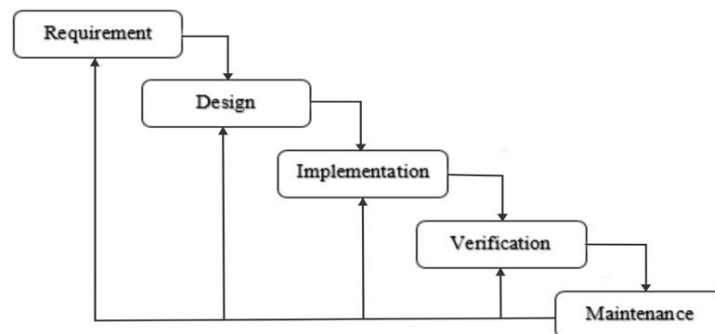 Requirement
Design
Implementation
Verification
Maintenance